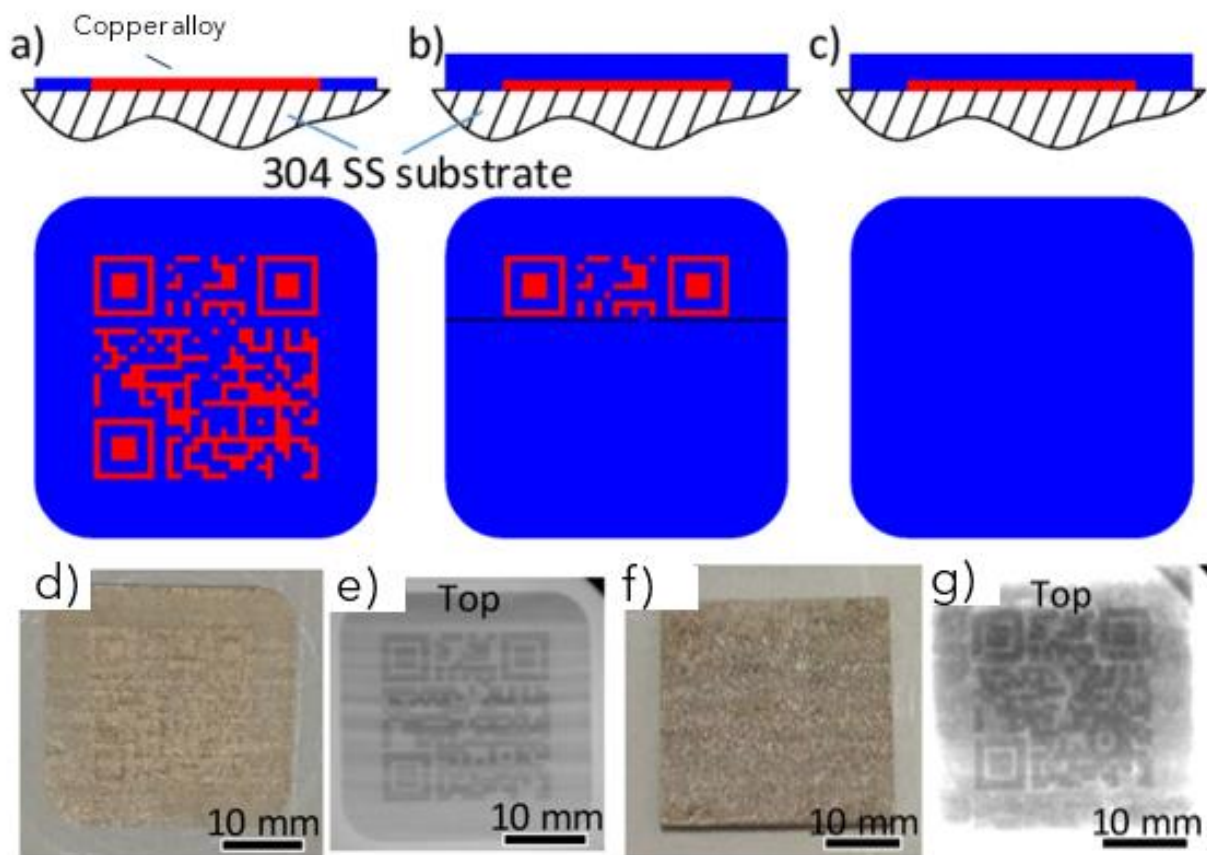 Copperalloy
a)
b)
c)
304 SS substrate
d)
e)
Top
f)
g)
Top
10 mm
10 mm
10 mm
10 mm